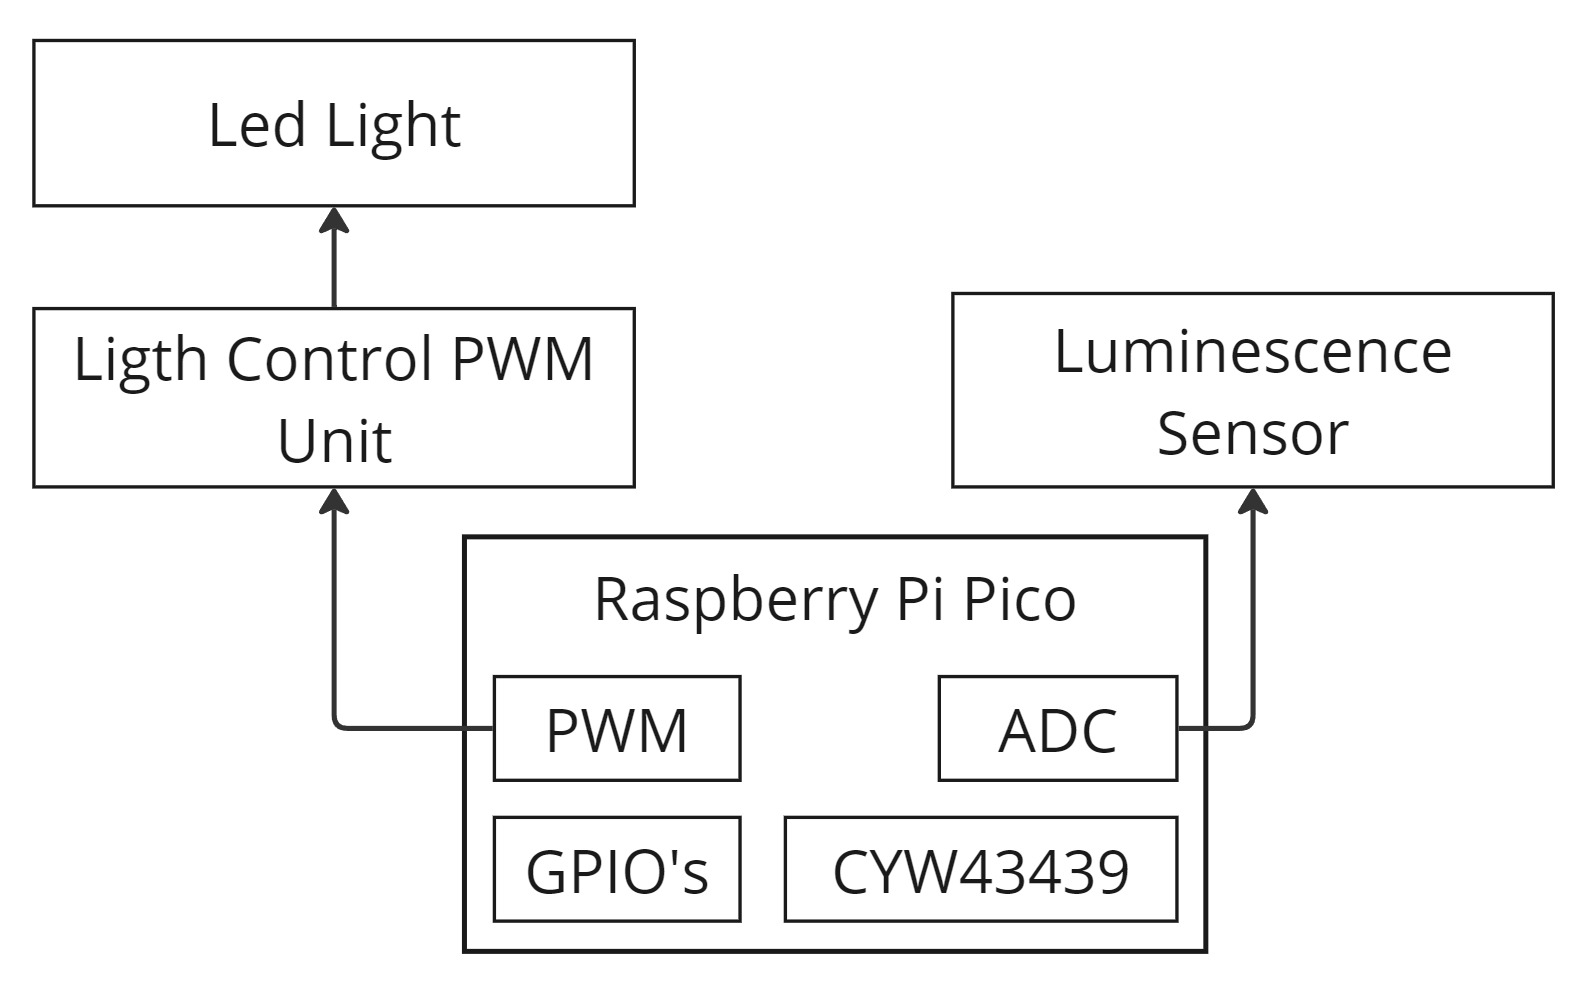 Led Light
Ligth Control PWM
Unit
Luminescence
Sensor
Raspberry Pi Pico
PWM
ADC
GPIO's
CYW43439